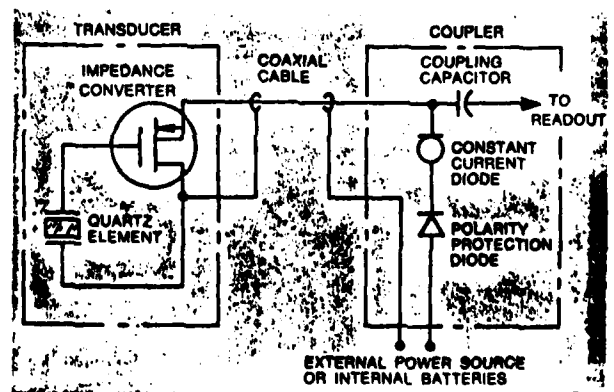 TRANSDUCER
COUPLER
IMPEDANCE
CONVERTER
COAXIAL
CABLE
COUPLING
CAPACITOR
TO
READOUT
CONSTANT
CURRENT
DIODE
QUARTZ
ELEMENT
POLARITY
PROTECTION
DIODE
EXTERNAL POWER SOURCE
OR INTERNAL BATTERIES